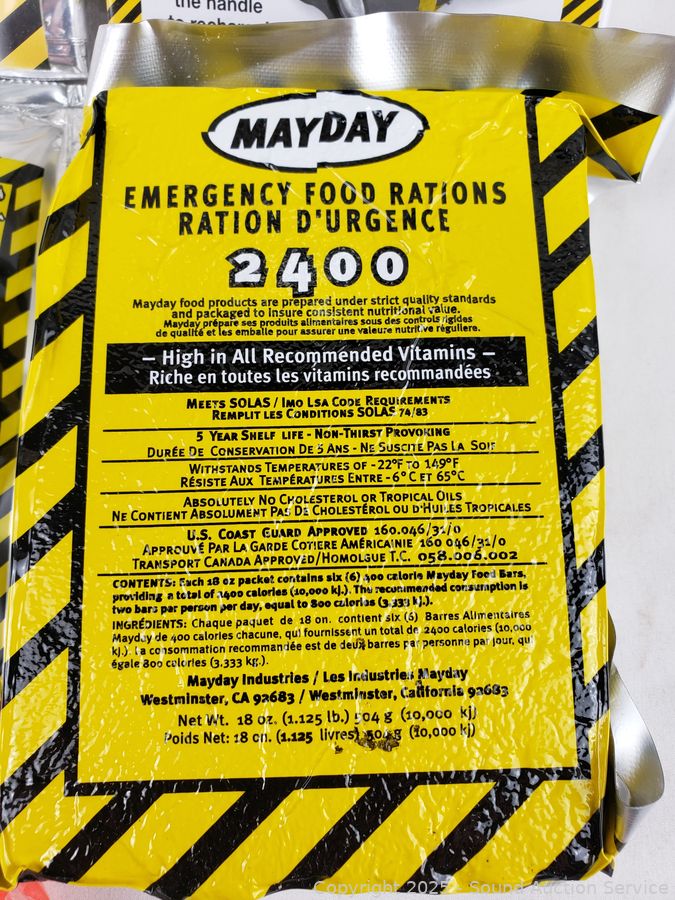 the handle
MAYDAY
EMERGENCY FOOD RATIONS
RATION D'URGENCE
2400
Mayday food products are prepared under strict quality standards
and packaged to insure consistent nutritional value.
Mayday prépare ses produits alimentaires sous des controls rigides
de qualité et les emballe pour assurer une valeure nutritive régulière.
– High in All Recommended Vitamins –
Riche en toutes les vitamins recommandées
MEETS SOLAS / IMO LSA CODE REQUIREMENTS
REMPLIT LES CONDITIONS SOLAS 74/83
5 YEAR SHELF LIFE - NON-THIRST PROVOKING
DURÉE DE CONSERVATION DE 5 ANS - NE SUSCITE PAS LA SOIF
WITHSTANDS TEMPERATURES OF -22°F TO 149°F
RÉSISTE AUX TEMPÉRATURES ENTRE -6°C ET 65°C
ABSOLUTELY NO CHOLESTEROL OR TROPICAL OILS
NE CONTIENT ABSOLUMENT PAS DE CHOLESTÉROL OU D'HUILES TROPICALES
U.S. COAST GUARD APPROVED 160.046/31/0
APPROUVÉ PAR LA GARDE COTIERE AMÉRICAINIE 160 046/31/0
TRANSPORT CANADA APPROVED/HOMOLGUE T.C. 058.006.002
CONTENTS: Each 18 oz packet contains six (6) 400 calorie Mayday Food Bars,
providing a total of 2400 calories (10,000 kj.). The recommended consumption is
two bars per person per day, equal to 800 calories (3,333 kj.).
INGRÉDIENTS: Chaque paquet de 18 on. contient six (6) Barres Alimentaires
Mayday de 400 calories chacune, qui fournissent un total de 2400 calories (10,000
kj.). La consommation recommandée est de deux barres par personne par jour, qui
égale 800 calories (3.333 kg.).
Mayday Industries / Les Industries Mayday
Westminster, CA 92683 / Westminster, California 92683
Net Wt. 18 oz. (1.125 lb.) 504 g (10,000 kj)
Poids Net: 18 on. (1.125 livres) 504 g (10,000 kj)
Copyright 2025 - Sound Auction Service